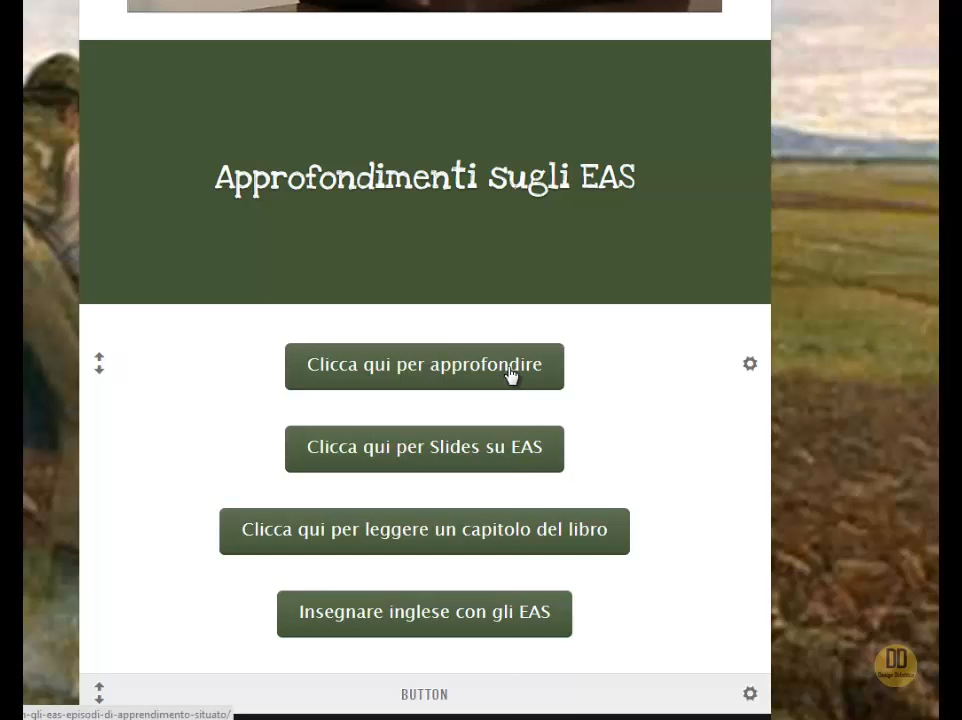 Approfondimenti sugli EAS
Clicca qui per approfondire
Clicca qui per Slides su EAS
Clicca qui per leggere un capitolo del libro
Insegnare inglese con gli EAS
BUTTON
DD
-gli-eas-episodi-di-apprendimento-situato/